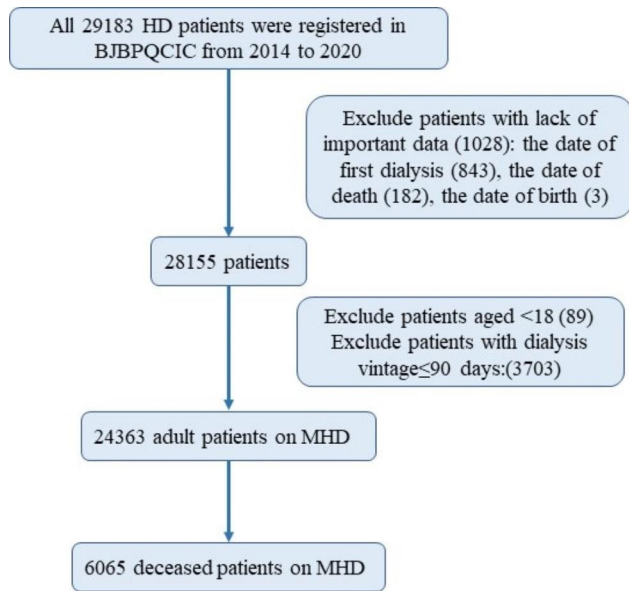 All 29183 HD patients were registered in
BJBPQCIC from 2014 to 2020
Exclude patients with lack of
important data (1028): the date of
first dialysis (843), the date of
death (182), the date of birth (3)
28155 patients
Exclude patients aged <18 (89)
Exclude patients with dialysis
vintage≤90 days:(3703)
24363 adult patients on MHD
6065 deceased patients on MHD